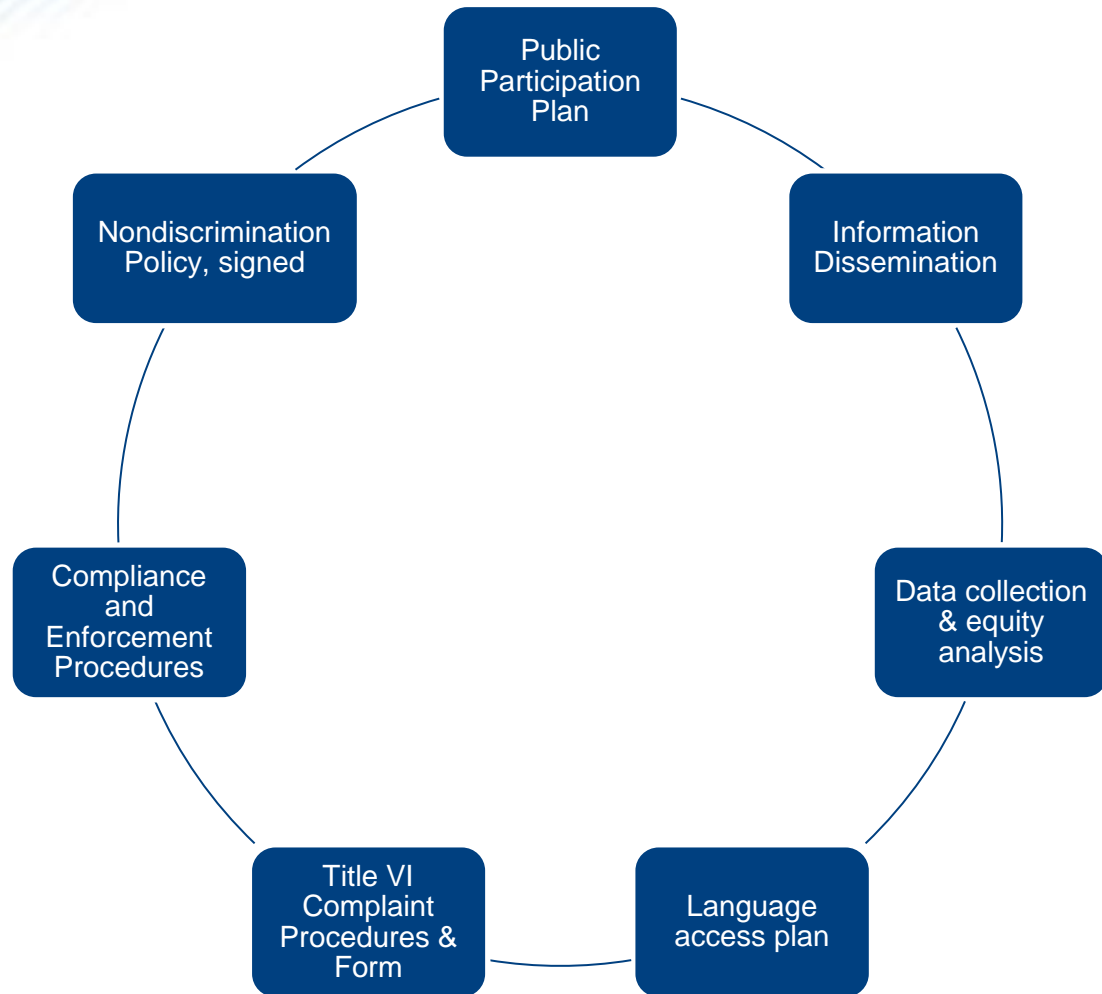 Public
Participation
Plan
Information
Dissemination
Data collection
& equity
analysis
Language
access plan
Title VI
Complaint
Procedures &
Form
Compliance
and
Enforcement
Procedures
Nondiscrimination
Policy, signed